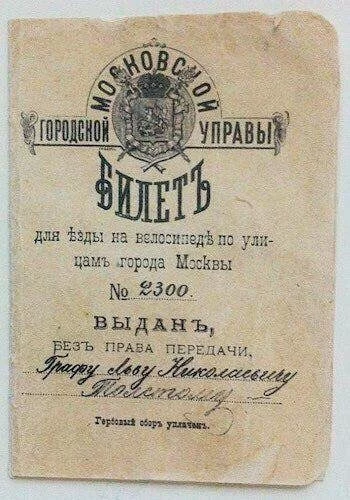 МОСКОВСКОЙ
ГОРОДСКОЙ УПРАВЫ
БИЛЕТЪ
для ѣзды на велосипедѣ по ули-
цамъ города Москвы
№ 2300.
ВЫДАНЪ,
БЕЗЪ ПРАВА ПЕРЕДАЧИ,
Графу Льву Николаевичу
Толстому
Гербовый сборъ уплаченъ.